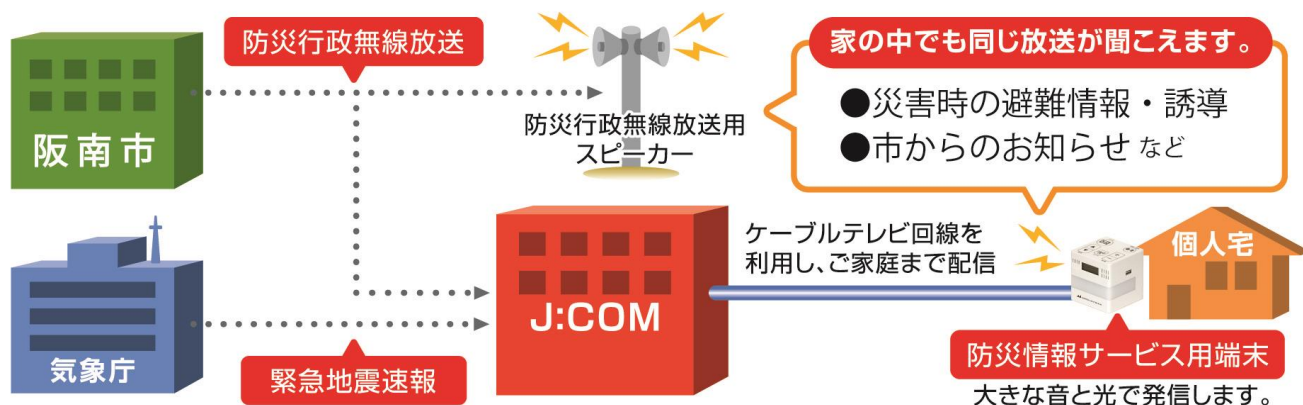 防災行政無線放送
阪南市
防災行政無線放送用
スピーカー
家の中でも同じ放送が聞こえます。
●災害時の避難情報・誘導
●市からのお知らせ など
気象庁
緊急地震速報
J:COM
ケーブルテレビ回線を
利用し、ご家庭まで配信
個人宅
防災情報サービス用端末
大きな音と光で発信します。